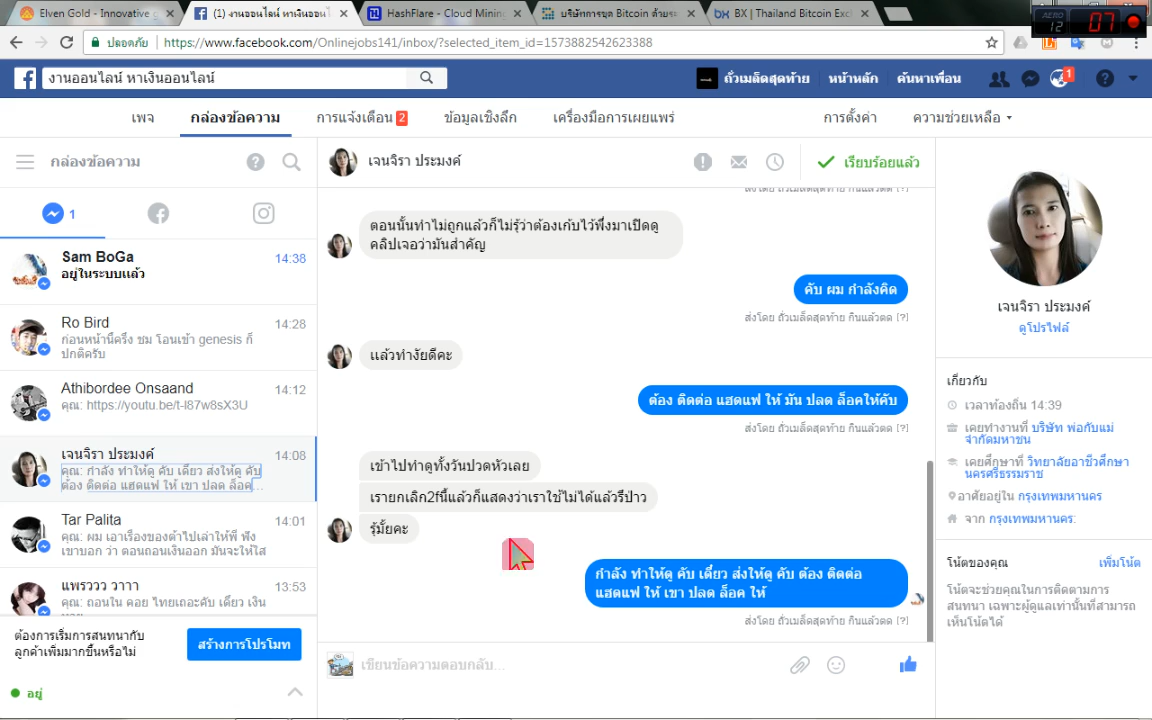 Elven Gold - Innovative g
(1) งานออนไลน์ หาเงินออนไลน์
HashFlare - Cloud Mining
บริษัทการขุด Bitcoin ด้วยระ
BX | Thailand Bitcoin Exc
AERO
12
07
ปลอดภัย
https://www.facebook.com/Onlinejobs141/inbox/?selected_item_id=1573882542623388
งานออนไลน์ หาเงินออนไลน์
ถั่วเมล็ดสุดท้าย
หน้าหลัก
ค้นหาเพื่อน
1
เพจ
กล่องข้อความ
การแจ้งเตือน 2
ข้อมูลเชิงลึก
เครื่องมือการเผยแพร่
การตั้งค่า
ความช่วยเหลือ
กล่องข้อความ
1
Sam BoGa
14:38
อยู่ในระบบแล้ว
Ro Bird
14:28
ก่อนหน้านี้ครึ่ง ชม โอนเข้า genesis ก็
ปกติครับ
Athibordee Onsaand
14:12
คุณ: https://youtu.be/t-I87w8sX3U
เจนจิรา ประมงค์
14:08
คุณ: กำลัง ทำให้ดู คับ เดี๋ยว ส่งให้ดู คับ
ต้อง ติดต่อ แฮดแฟ ให้ เขา ปลด ล็อค...
Tar Palita
14:01
คุณ: ผม เอาเรื่องของต้าไปเล่าให้พี่ ฟัง
เขาบอก ว่า ตอนถอนเงินออก มันจะให้ใส่
แพรววว วาาา
13:53
คุณ: ถอนใน คอย ไทยเถอะคับ เดี๋ยว เงิน
ต้องการเริ่มการสนทนากับ
ลูกค้าเพิ่มมากขึ้นหรือไม่
สร้างการโปรโมท
อยู่
เจนจิรา ประมงค์
เรียบร้อยแล้ว
ส่งโดย ถั่วเมล็ดสุดท้าย กินแล้วตด [?]
ตอนนั้นทำไม่ถูกแล้วก็ไม่รู้ว่าต้องเก็บไว้พึ่งมาเปิดดู
คลิปเจอว่ามันสำคัญ
คับ ผม กำลังคิด
ส่งโดย ถั่วเมล็ดสุดท้าย กินแล้วตด [?]
แล้วทำงัยดีคะ
ต้อง ติดต่อ แฮดแฟ ให้ มัน ปลด ล็อคให้คับ
ส่งโดย ถั่วเมล็ดสุดท้าย กินแล้วตด [?]
เข้าไปทำดูทั้งวันปวดหัวเลย
เรายกเลิก2fนี้แล้วก็แสดงว่าเราใช้ไม่ได้แล้วรึป่าว
รุ้มั้ยคะ
กำลัง ทำให้ดู คับ เดี๋ยว ส่งให้ดู คับ ต้อง ติดต่อ
แฮดแฟ ให้ เขา ปลด ล็อค ให้
ส่งโดย ถั่วเมล็ดสุดท้าย กินแล้วตด [?]
เขียนข้อความตอบกลับ...
เจนจิรา ประมงค์
ดูโปรไฟล์
เกี่ยวกับ
เวลาท้องถิ่น 14:39
เคยทำงานที่ บริษัท พ่อกับแม่
จำกัดมหาชน
เคยศึกษาที่ วิทยาลัยอาชีวศึกษา
นครศรีธรรมราช
อาศัยอยู่ใน กรุงเทพมหานคร
จาก กรุงเทพมหานคร:
โน้ตของคุณ
เพิ่มโน้ต
โน้ตจะช่วยคุณในการติดตามการ
สนทนา เฉพาะผู้ดูแลเท่านั้นที่สามารถ
เห็นโน้ตได้